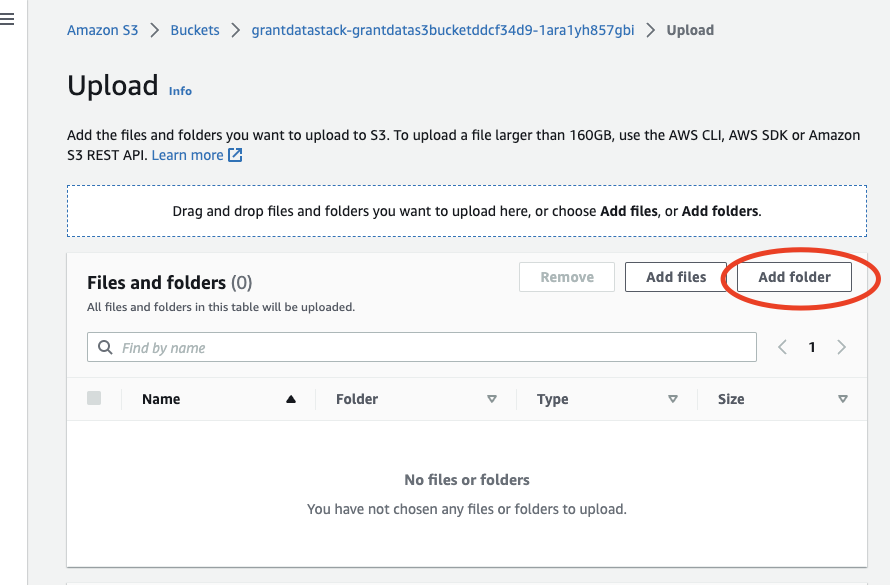 Amazon S3 > Buckets > grantdatastack-grantdatas3bucketddcf34d9-1ara1yh857gbi > Upload
Upload Info
Add the files and folders you want to upload to S3. To upload a file larger than 160GB, use the AWS CLI, AWS SDK or Amazon
S3 REST API. Learn more
Drag and drop files and folders you want to upload here, or choose Add files, or Add folders.
Files and folders (0)
Remove Add files Add folder
All files and folders in this table will be uploaded.
Find by name
1
Name Folder Type Size
No files or folders
You have not chosen any files or folders to upload.